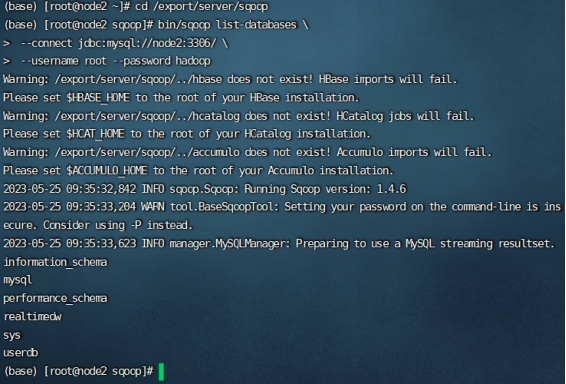 (base) [root@node2 ~]# cd /export/server/sqoop
(base) [root@node2 sqoop]# bin/sqoop list-databases \
>  --connect jdbc:mysql://node2:3306/ \
>  --username root --password hadoop
Warning: /export/server/sqoop/../hbase does not exist! HBase imports will fail.
Please set $HBASE_HOME to the root of your HBase installation.
Warning: /export/server/sqoop/../hcatalog does not exist! HCatalog jobs will fail.
Please set $HCAT_HOME to the root of your HCatalog installation.
Warning: /export/server/sqoop/../accumulo does not exist! Accumulo imports will fail.
Please set $ACCUMULO_HOME to the root of your Accumulo installation.
2023-05-25 09:35:32,842 INFO sqoop.Sqoop: Running Sqoop version: 1.4.6
2023-05-25 09:35:33,204 WARN tool.BaseSqoopTool: Setting your password on the command-line is ins
ecure. Consider using -P instead.
2023-05-25 09:35:33,623 INFO manager.MySQLManager: Preparing to use a MySQL streaming resultset.
information_schema
mysql
performance_schema
realtimedw
sys
userdb
(base) [root@node2 sqoop]#